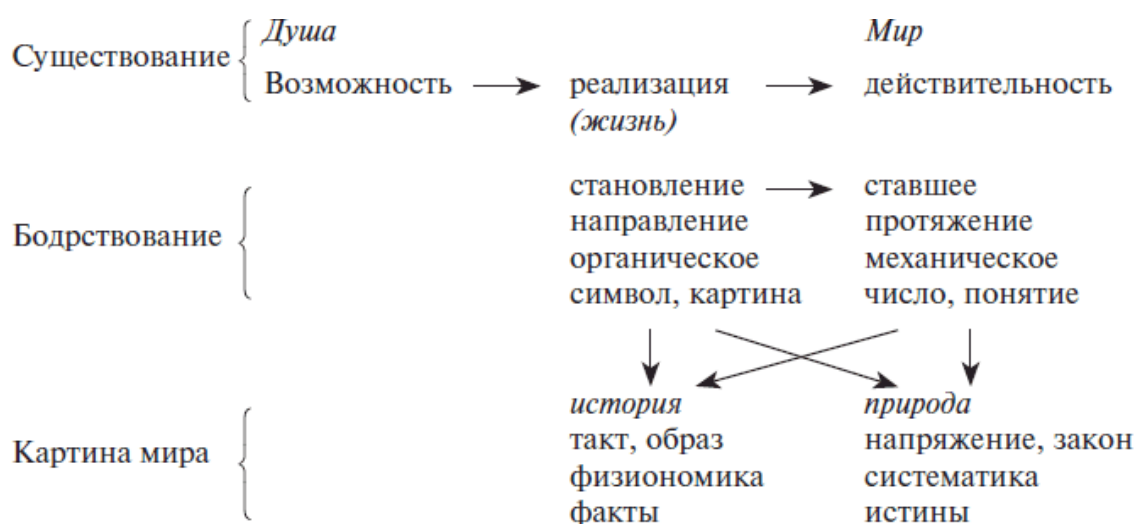 Существование
Душа Мир
Возможность реализация действительность
(жизнь)
становление ставшее
направление протяжение
Бодрствование
органическое механическое
символ, картина число, понятие
история природа
такт, образ напряжение, закон
Картина мира
физиономика систематика
факты истины